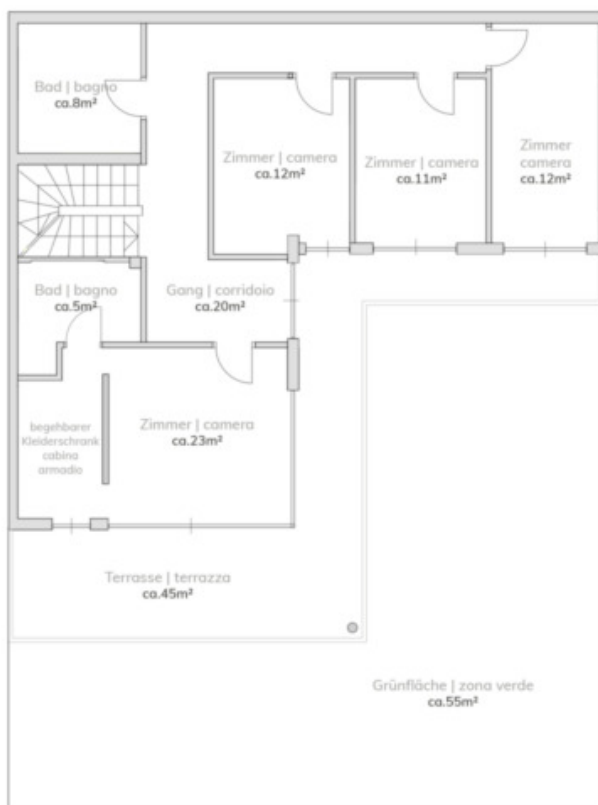 Bad | bagno
ca.8m²
Zimmer | camera
ca.12m²
Zimmer | camera
ca.11m²
Zimmer
camera
ca.12m²
Bad | bagno
ca.5m²
Gang | corridoio
ca.20m²
begehbarer
Kleiderschrank
cabina
armadio
Zimmer | camera
ca.23m²
Terrasse | terrazza
ca.45m²
Grünfläche | zona verde
ca.55m²